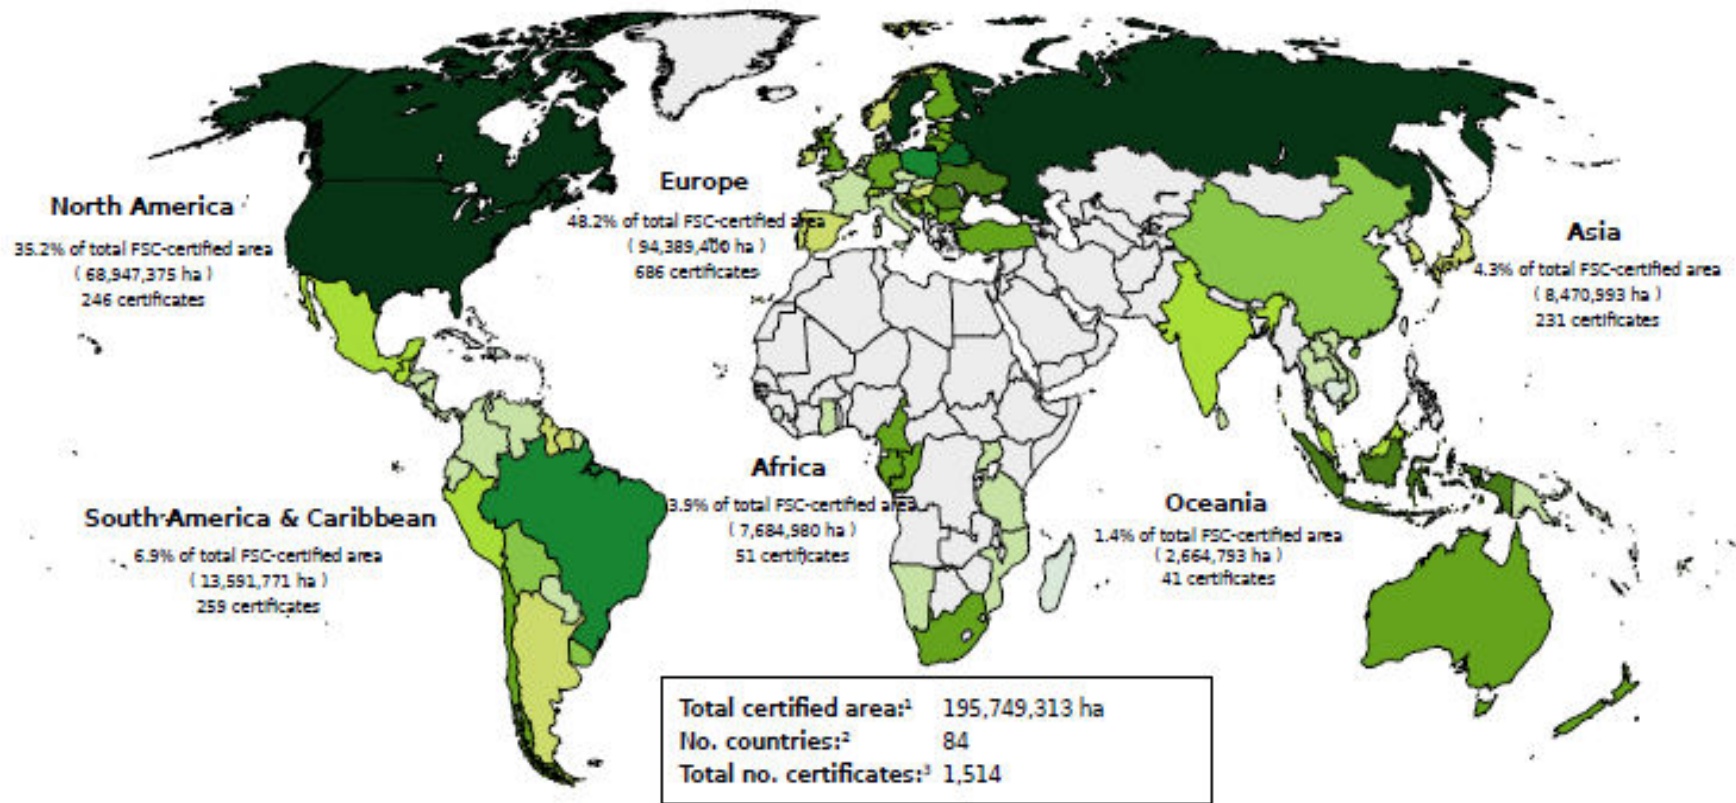 North America
35.2% of total FSC-certified area
( 68,947,375 ha )
246 certificates
Europe
48.2% of total FSC-certified area
( 94,389,400 ha )
686 certificates
Asia
4.3% of total FSC-certified area
( 8,470,993 ha )
231 certificates
South America & Caribbean
6.9% of total FSC-certified area
( 13,591,771 ha )
259 certificates
Africa
3.9% of total FSC-certified area
( 7,684,980 ha )
51 certificates
Oceania
1.4% of total FSC-certified area
( 2,664,793 ha )
41 certificates
Total certified area:¹ 195,749,313 ha
No. countries:² 84
Total no. certificates:³ 1,514